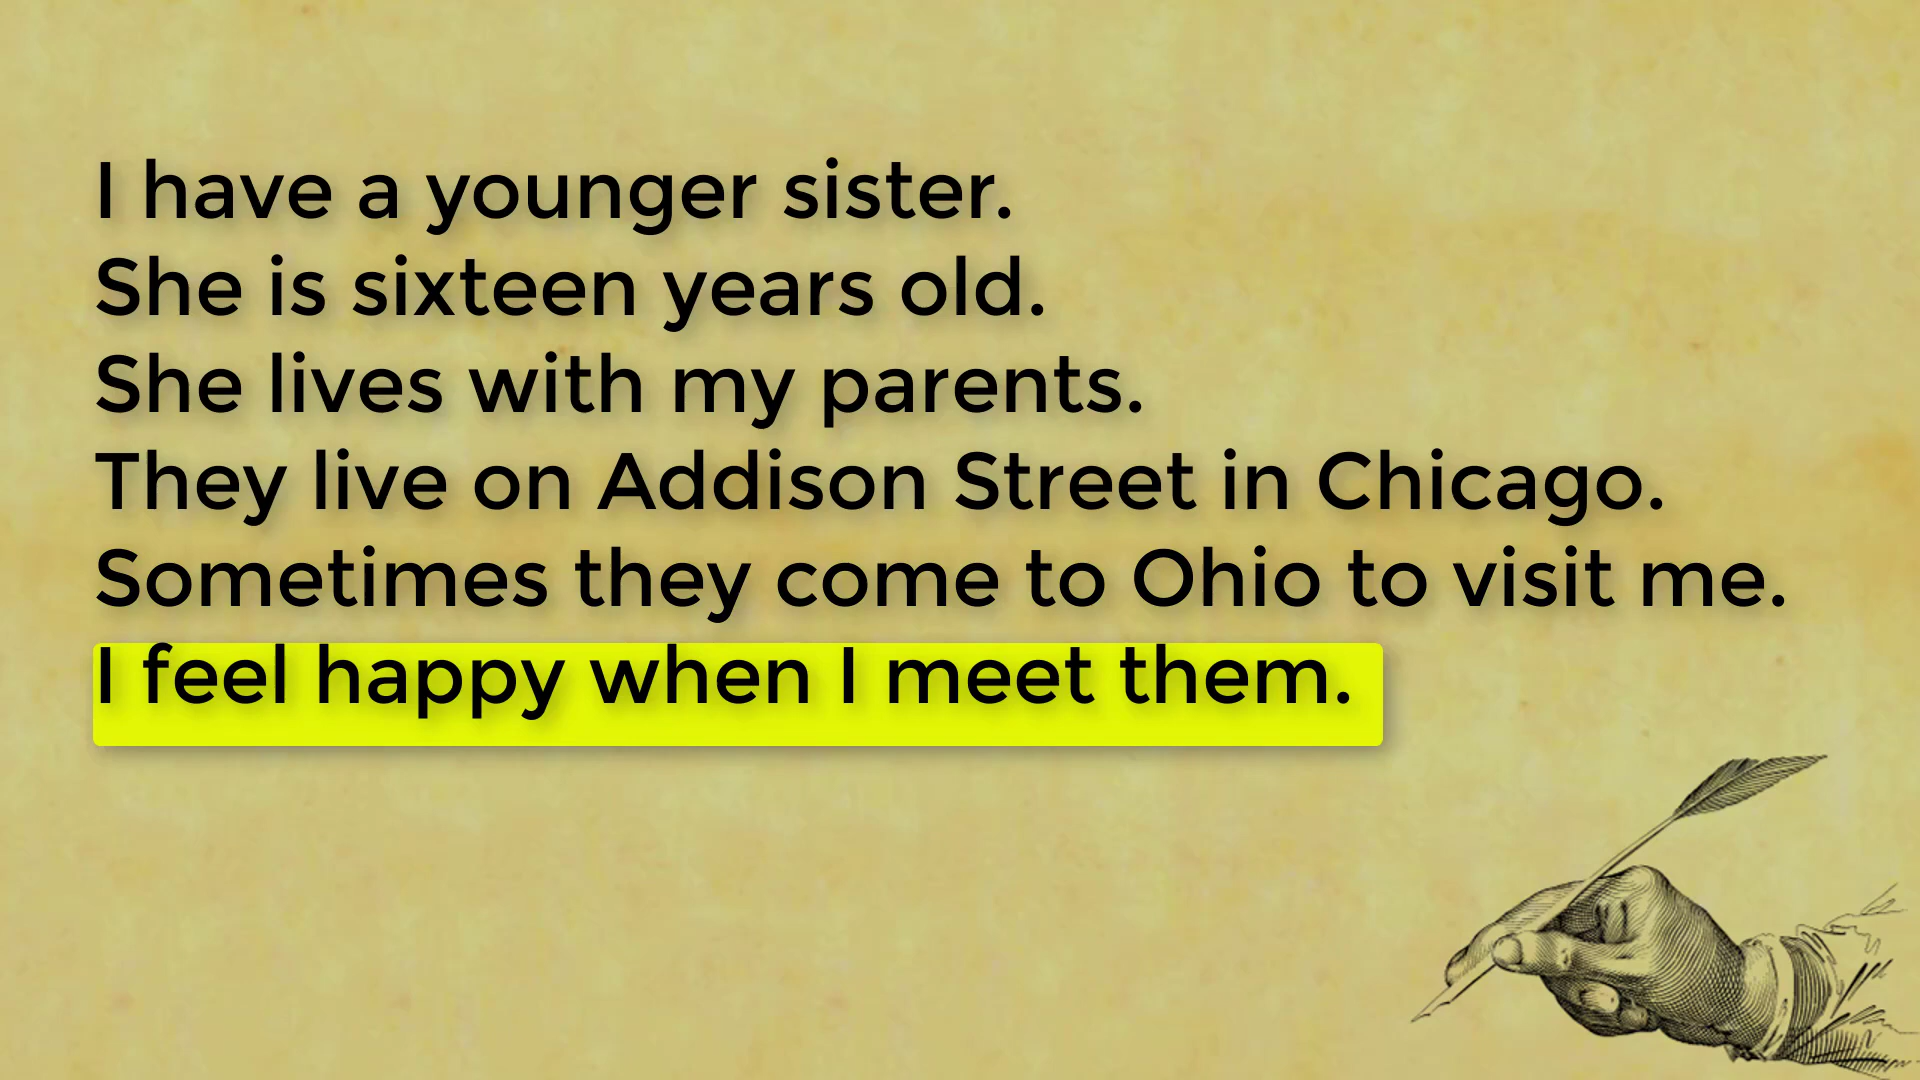 I have a younger sister.
She is sixteen years old.
She lives with my parents.
They live on Addison Street in Chicago.
Sometimes they come to Ohio to visit me.
I feel happy when I meet them.